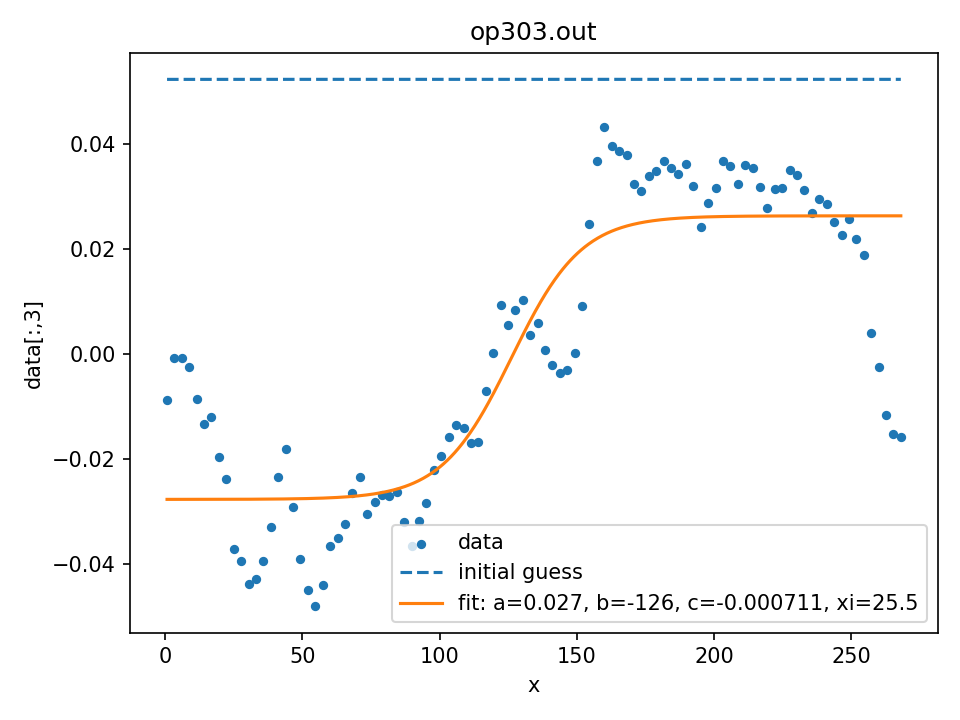 op303.out
data[:,3]
0.04
0.02
0.00
−0.02
−0.04
data
initial guess
fit: a=0.027, b=-126, c=-0.000711, xi=25.5
0 50 100 150 200 250
x